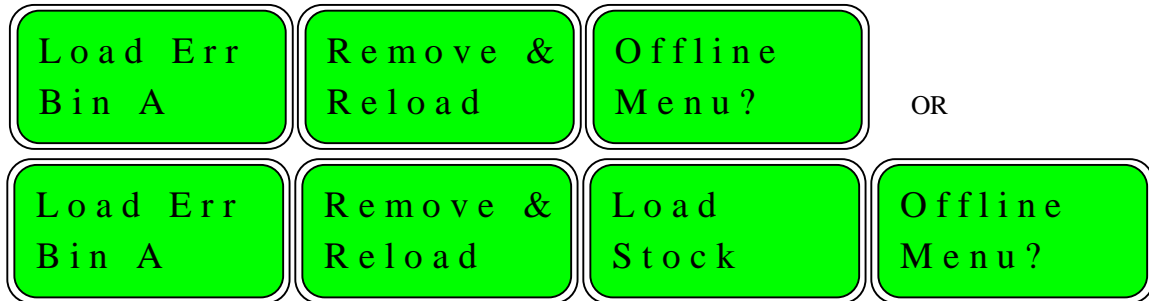 Load Err
Bin A
Remove &
Reload
Offline
Menu?
OR
Load Err
Bin A
Remove &
Reload
Load
Stock
Offline
Menu?